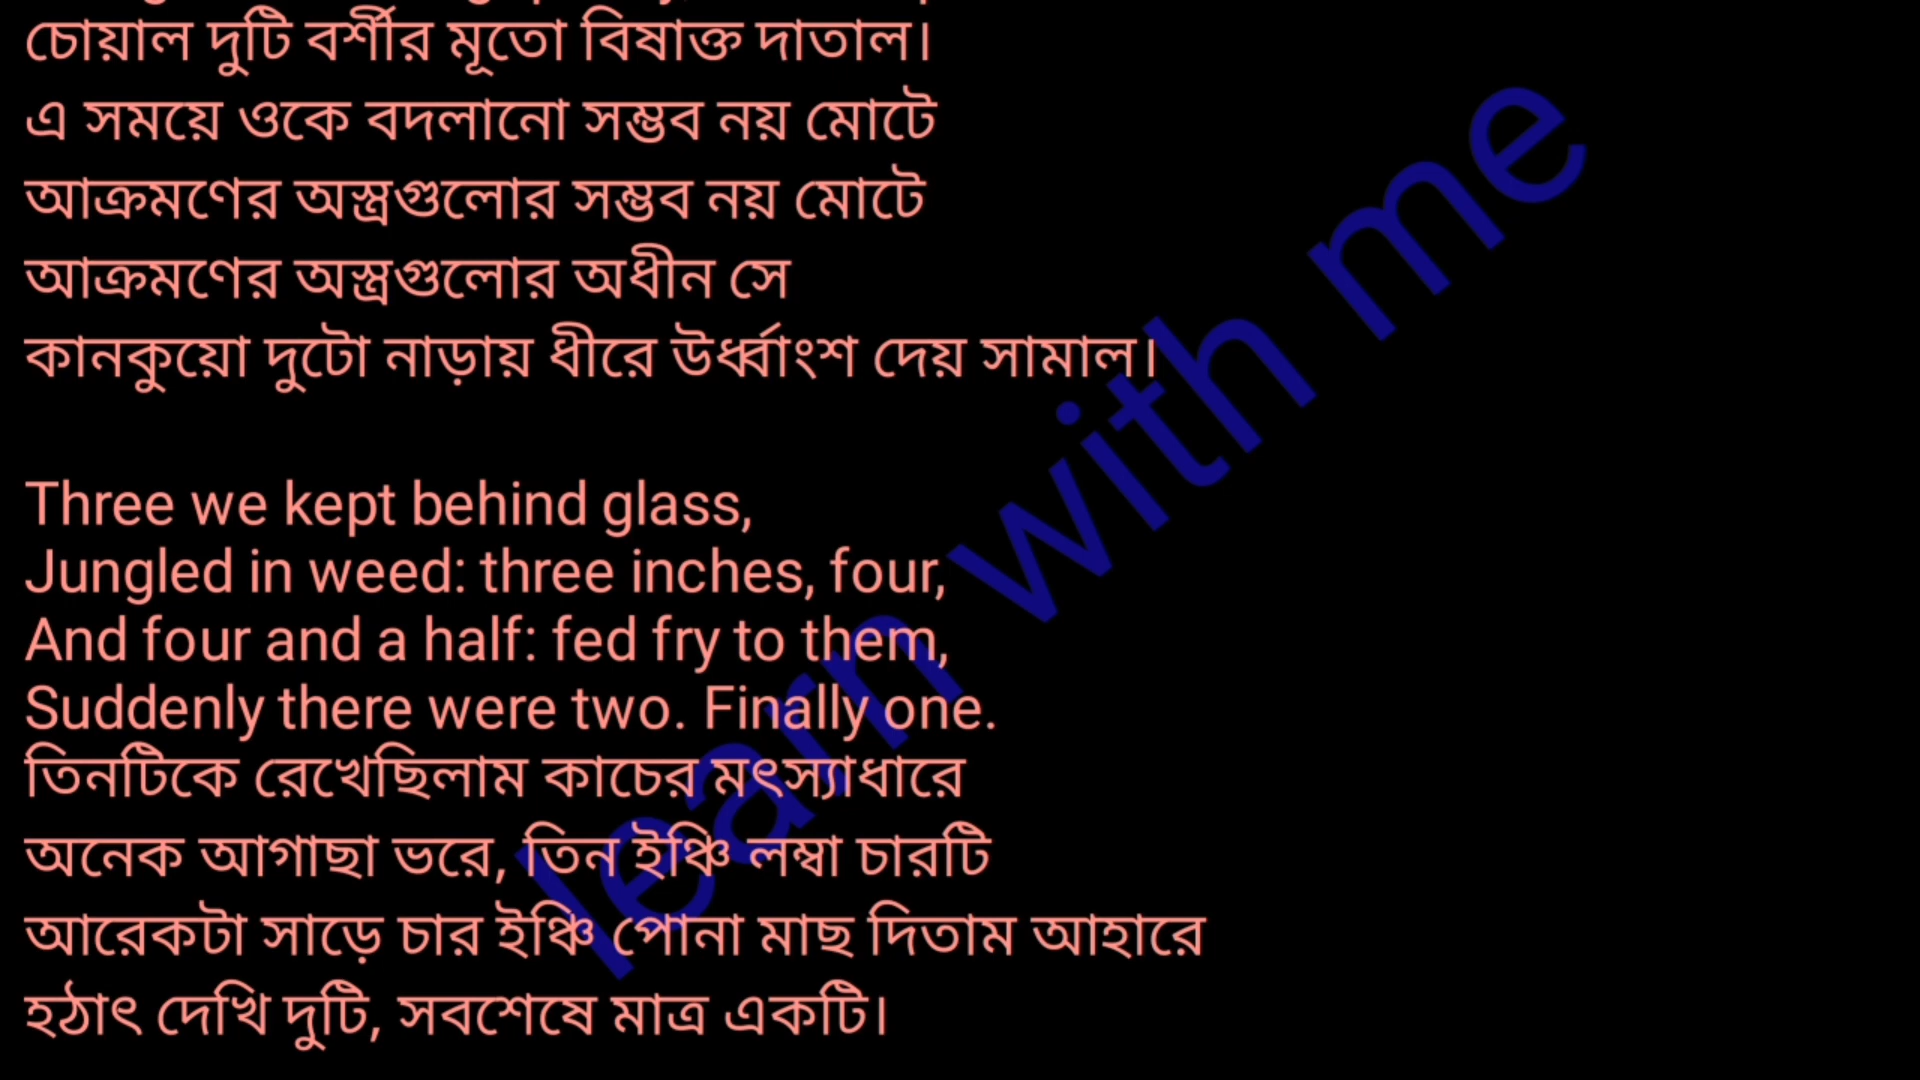 চোয়াল দুটি বর্শীর মূতো বিষাক্ত দাতাল।
এ সময়ে ওকে বদলানো সম্ভব নয় মোটে
আক্রমণের অস্ত্রগুলোর সম্ভব নয় মোটে
আক্রমণের অস্ত্রগুলোর অধীন সে
কানকুয়ো দুটো নাড়ায় ধীরে উর্ধ্বাংশ দেয় সামাল।
Three we kept behind glass,
Jungled in weed: three inches, four,
And four and a half: fed fry to them,
Suddenly there were two. Finally one.
তিনটিকে রেখেছিলাম কাচের মৎস্যাধারে
অনেক আগাছা ভরে, তিন ইঞ্চি লম্বা চারটি
আরেকটা সাড়ে চার ইঞ্চি পোনা মাছ দিতাম আহারে
হঠাৎ দেখি দুটি, সবশেষে মাত্র একটি।
learn with me